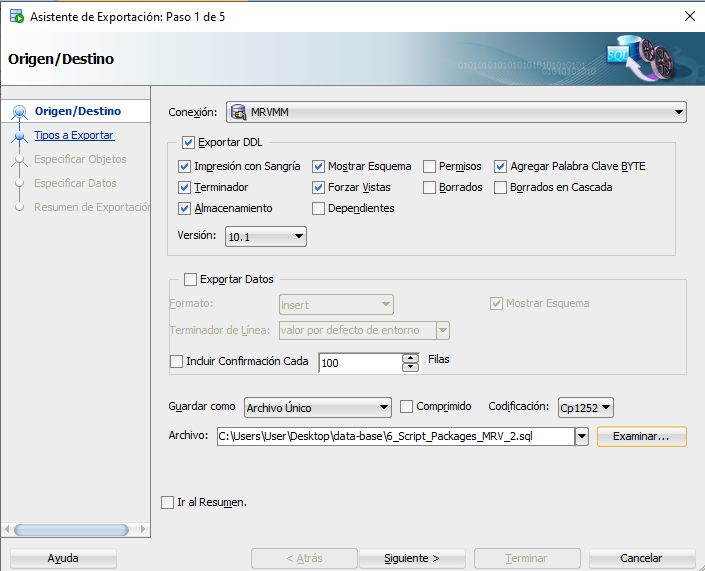 Asistente de Exportación: Paso 1 de 5
Origen/Destino
SQL
01010101010101010101010101010
010101010
Origen/Destino
Tipos a Exportar
Especificar Objetos
Especificar Datos
Resumen de Exportación
Conexión: MRVMM
Exportar DDL
Impresión con Sangría Mostrar Esquema Permisos Agregar Palabra Clave BYTE
Terminador Forzar Vistas Borrados Borrados en Cascada
Almacenamiento Dependientes
Versión: 10.1
Exportar Datos
Formato: insert Mostrar Esquema
Terminador de Línea: valor por defecto de entorno
Incluir Confirmación Cada 100 Filas
Guardar como Archivo Único Comprimido Codificación: Cp1252
Archivo: C:\Users\User\Desktop\data-base\6_Script_Packages_MRV_2.sql Examinar...
Ir al Resumen.
Ayuda < Atrás Siguiente > Terminar Cancelar